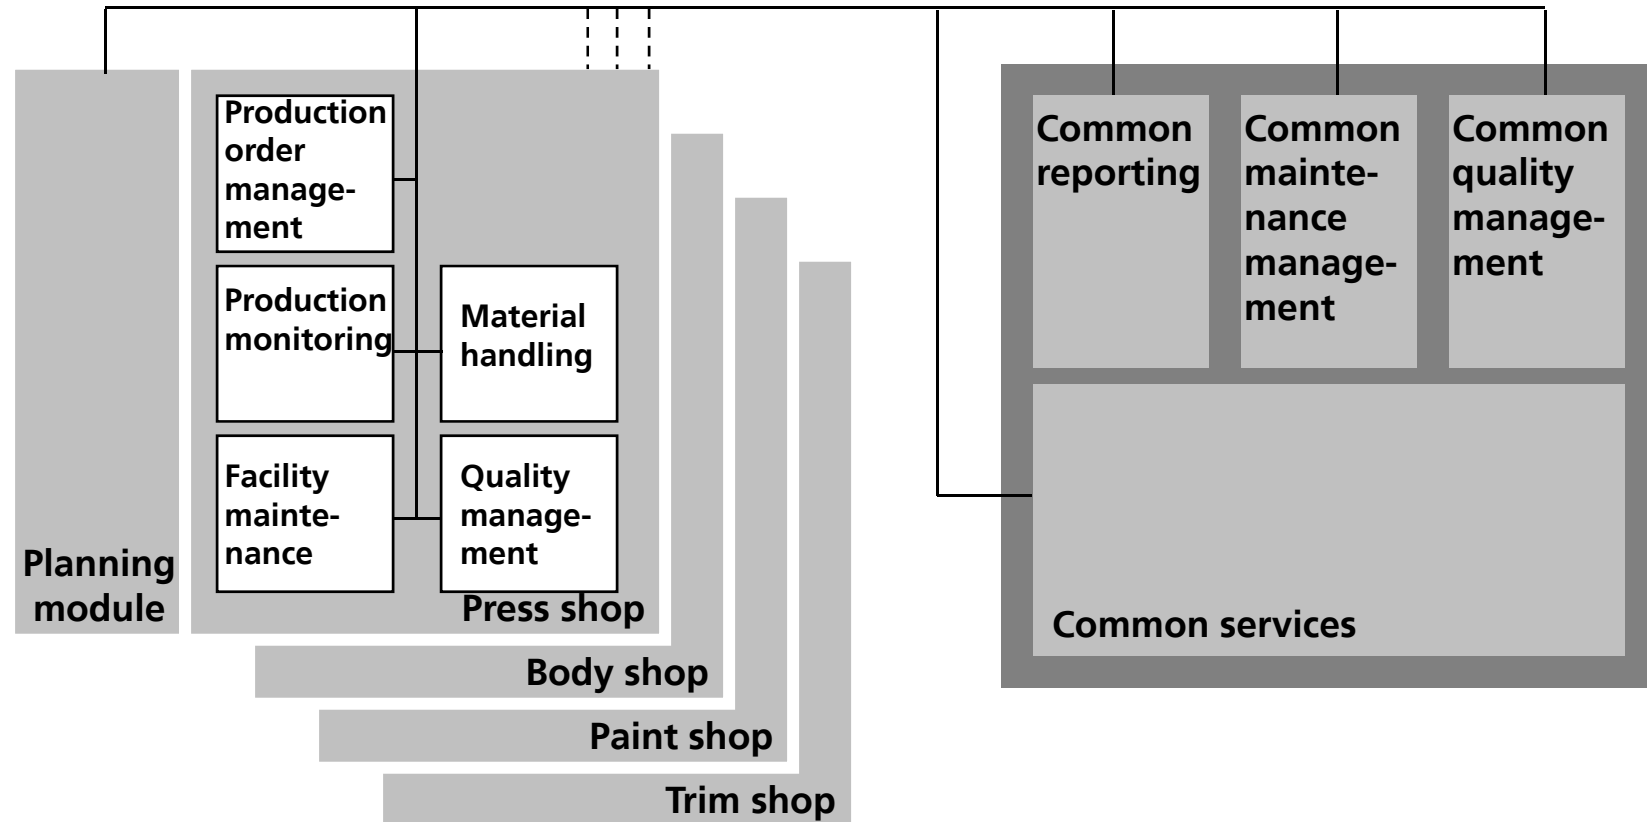 Planning
module
Production
order
manage-
ment
Production
monitoring
Material
handling
Facility
mainte-
nance
Quality
manage-
ment
Press shop
Body shop
Paint shop
Trim shop
Common
reporting
Common
mainte-
nance
manage-
ment
Common
quality
manage-
ment
Common services